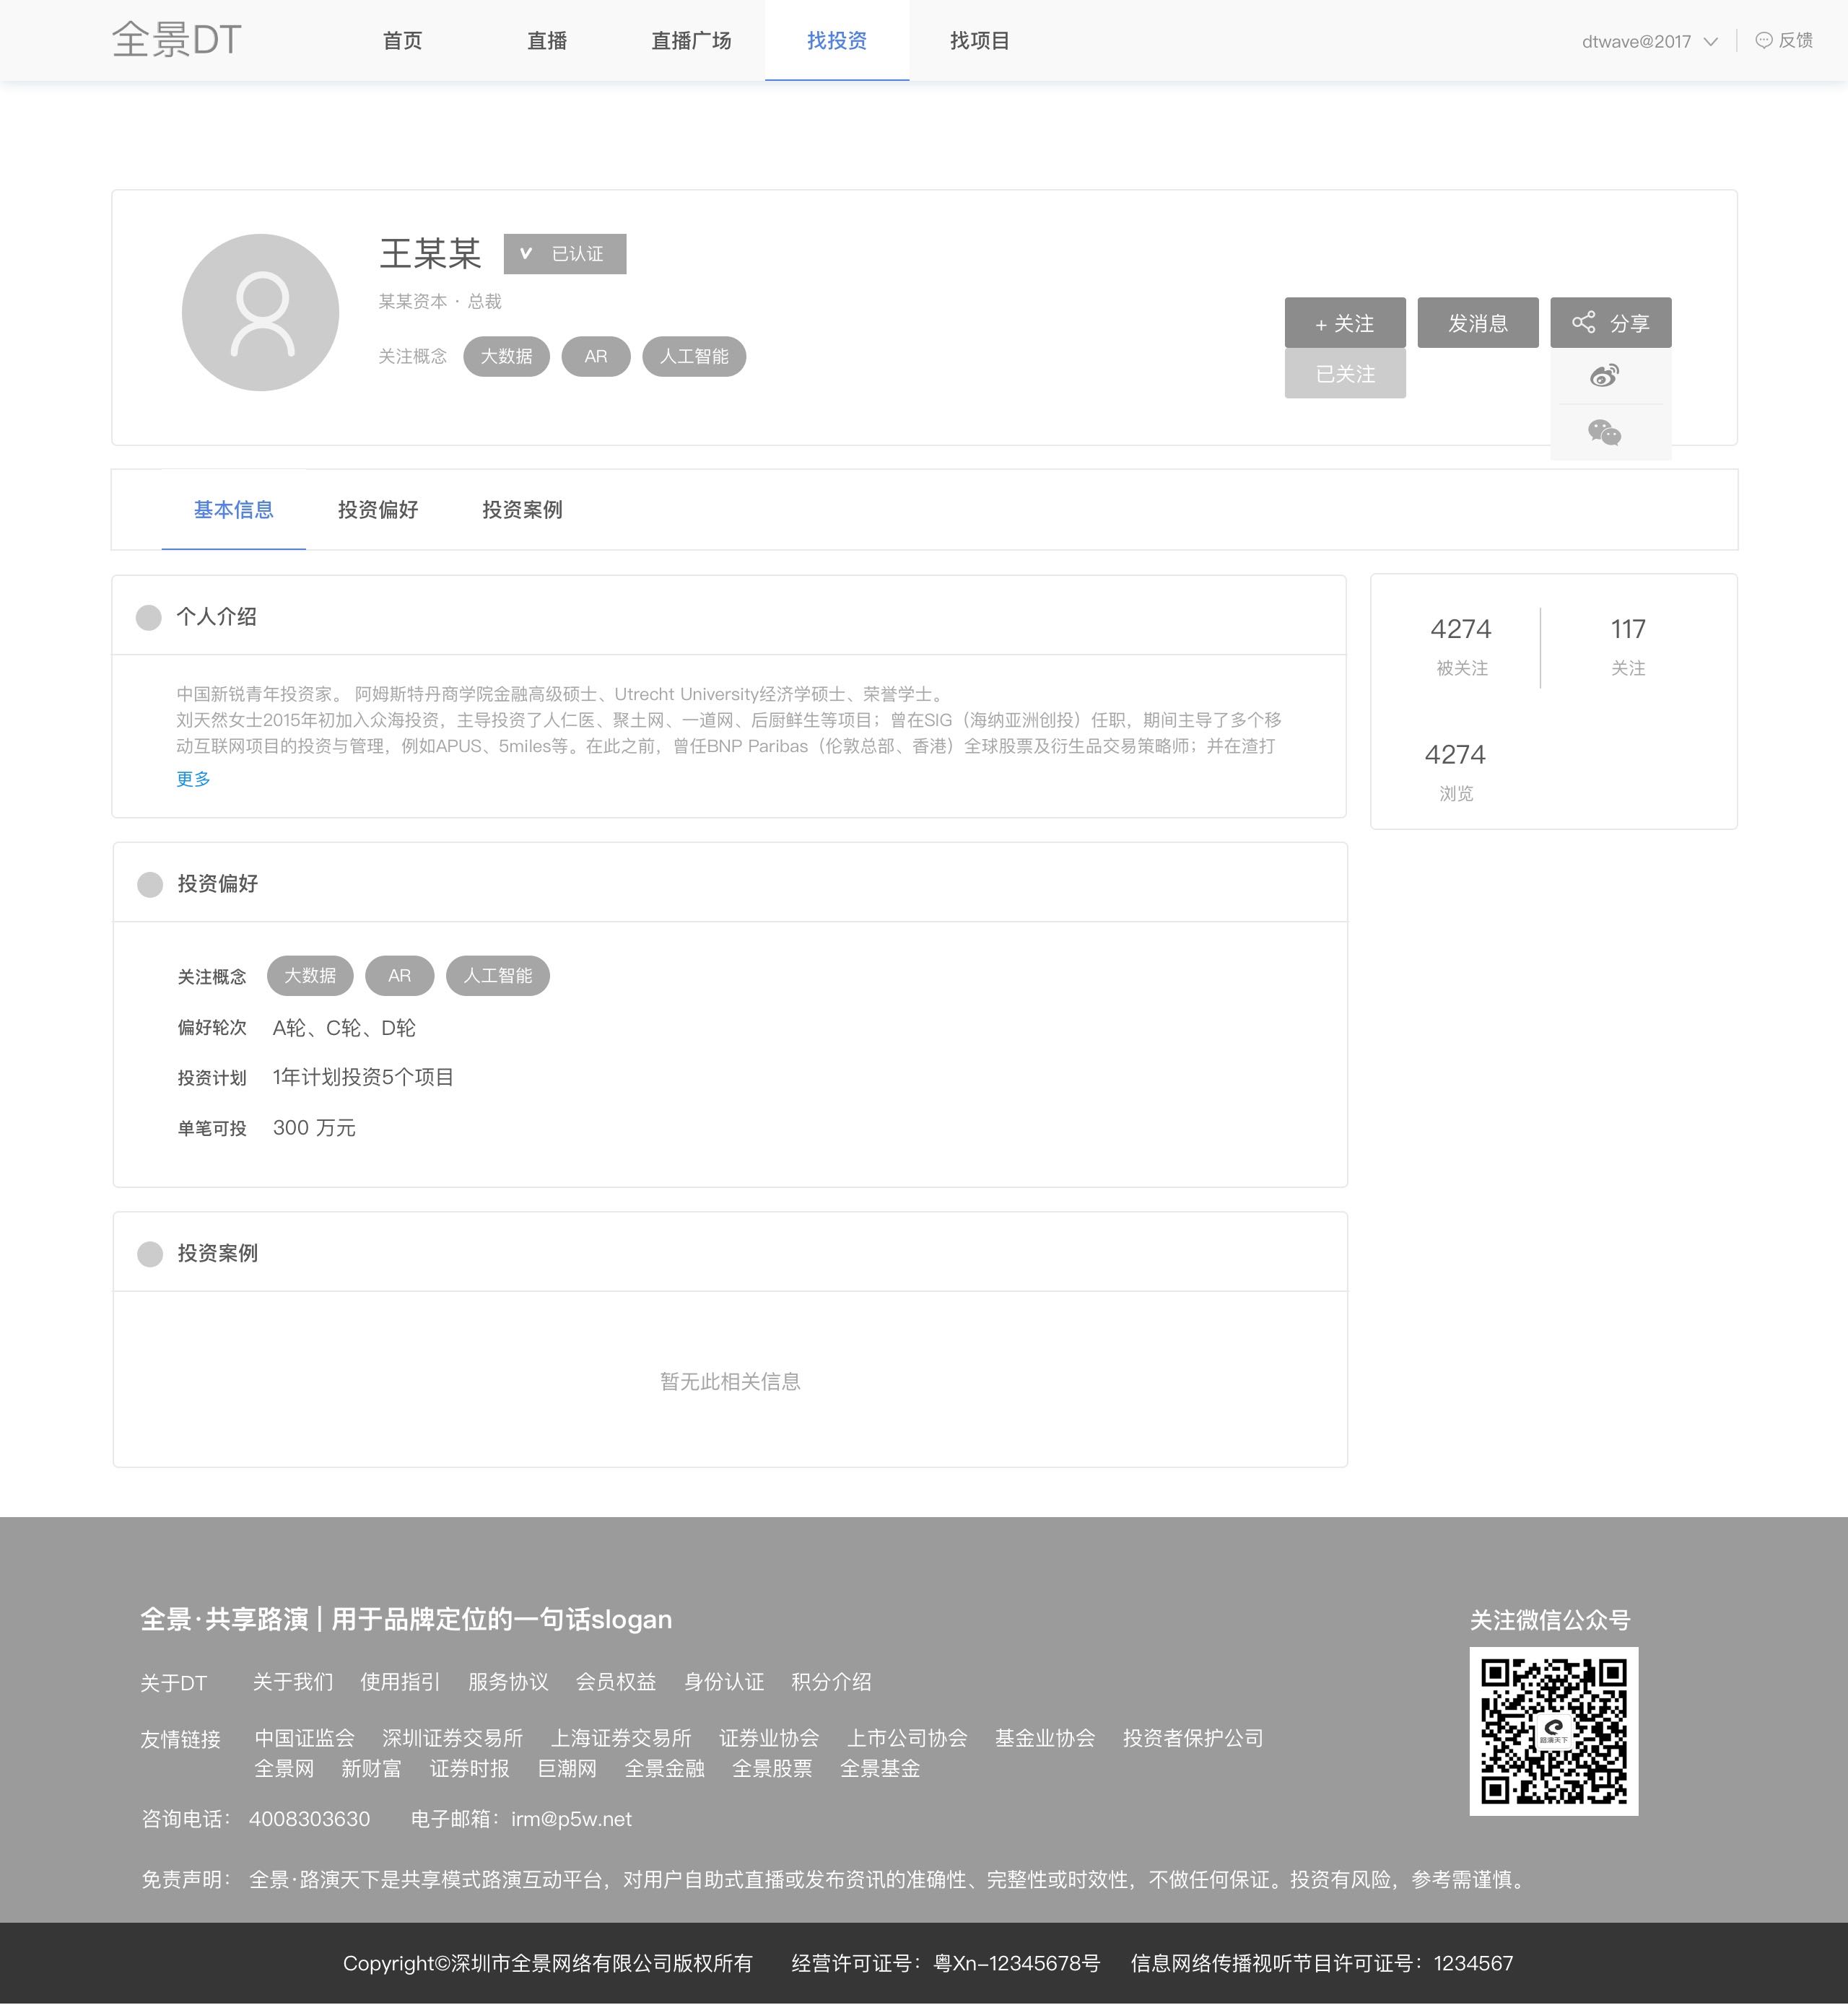 全景DT 首页 直播 直播广场 找投资 找项目 dtwave@2017 反馈
王某某 已认证
某某资本 · 总裁
关注概念 大数据 AR 人工智能
+ 关注 发消息 分享
已关注
基本信息 投资偏好 投资案例
个人介绍
中国新锐青年投资家。 阿姆斯特丹商学院金融高级硕士、Utrecht University经济学硕士、荣誉学士。
刘天然女士2015年初加入众海投资，主导投资了人仁医、聚土网、一道网、后厨鲜生等项目；曾在SIG（海纳亚洲创投）任职，期间主导了多个移
动互联网项目的投资与管理，例如APUS、5miles等。在此之前，曾任BNP Paribas（伦敦总部、香港）全球股票及衍生品交易策略师；并在渣打
更多
4274 117
被关注 关注
4274
浏览
投资偏好
关注概念 大数据 AR 人工智能
偏好轮次 A轮、C轮、D轮
投资计划 1年计划投资5个项目
单笔可投 300 万元
投资案例
暂无此相关信息
全景·共享路演 | 用于品牌定位的一句话slogan
关于DT 关于我们 使用指引 服务协议 会员权益 身份认证 积分介绍
友情链接 中国证监会 深圳证券交易所 上海证券交易所 证券业协会 上市公司协会 基金业协会 投资者保护公司
全景网 新财富 证券时报 巨潮网 全景金融 全景股票 全景基金
咨询电话： 4008303630 电子邮箱：irm@p5w.net
免责声明： 全景·路演天下是共享模式路演互动平台，对用户自助式直播或发布资讯的准确性、完整性或时效性，不做任何保证。投资有风险，参考需谨慎。
关注微信公众号
路演天下
Copyright©深圳市全景网络有限公司版权所有 经营许可证号：粤Xn-12345678号 信息网络传播视听节目许可证号：1234567